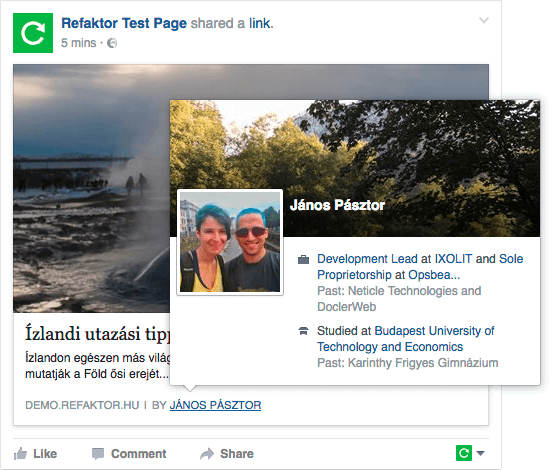 Refaktor Test Page shared a link.
5 mins ·
János Pásztor
Development Lead at IXOLIT and Sole
Proprietorship at Opsbea...
Past: Neticle Technologies and
DoclerWeb
Studied at Budapest University of
Technology and Economics
Past: Karinthy Frigyes Gimnázium
Ízlandi utazási tipp
Ízlandon egészen más világ
mutatják a Föld ősi erejét...
DEMO.REFAKTOR.HU | BY JÁNOS PÁSZTOR
Like Comment Share